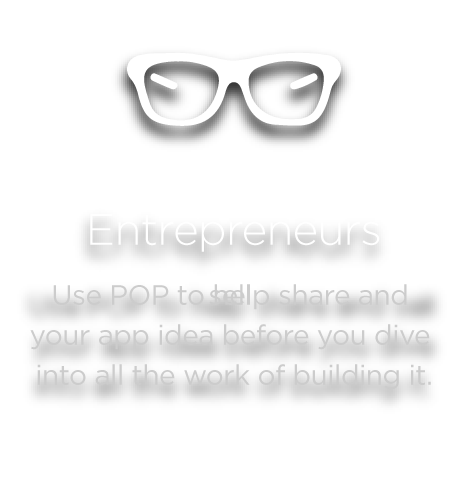 Entrepreneurs
Use POP to help share and
your app idea before you dive
into all the work of building it.